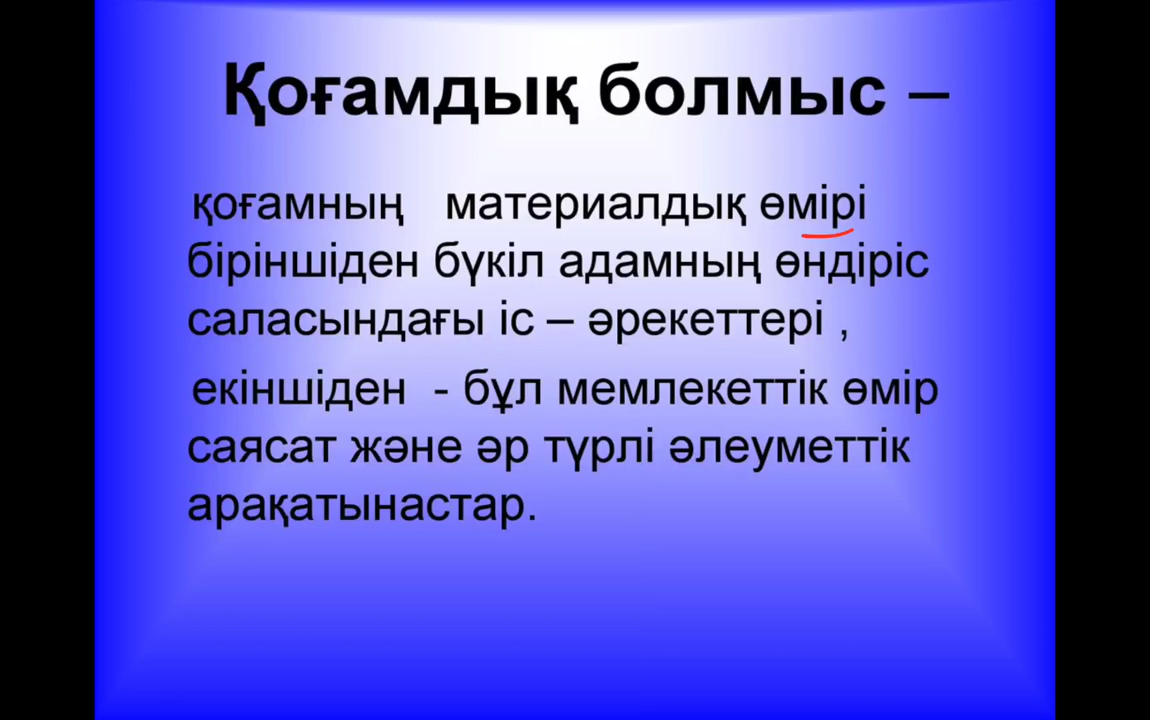 Қоғамдық болмыс –
қоғамның материалдық өмірі
біріншіден бүкіл адамның өндіріс
саласындағы іс – әрекеттері ,
екіншіден - бұл мемлекеттік өмір
саясат және әр түрлі әлеуметтік
арақатынастар.